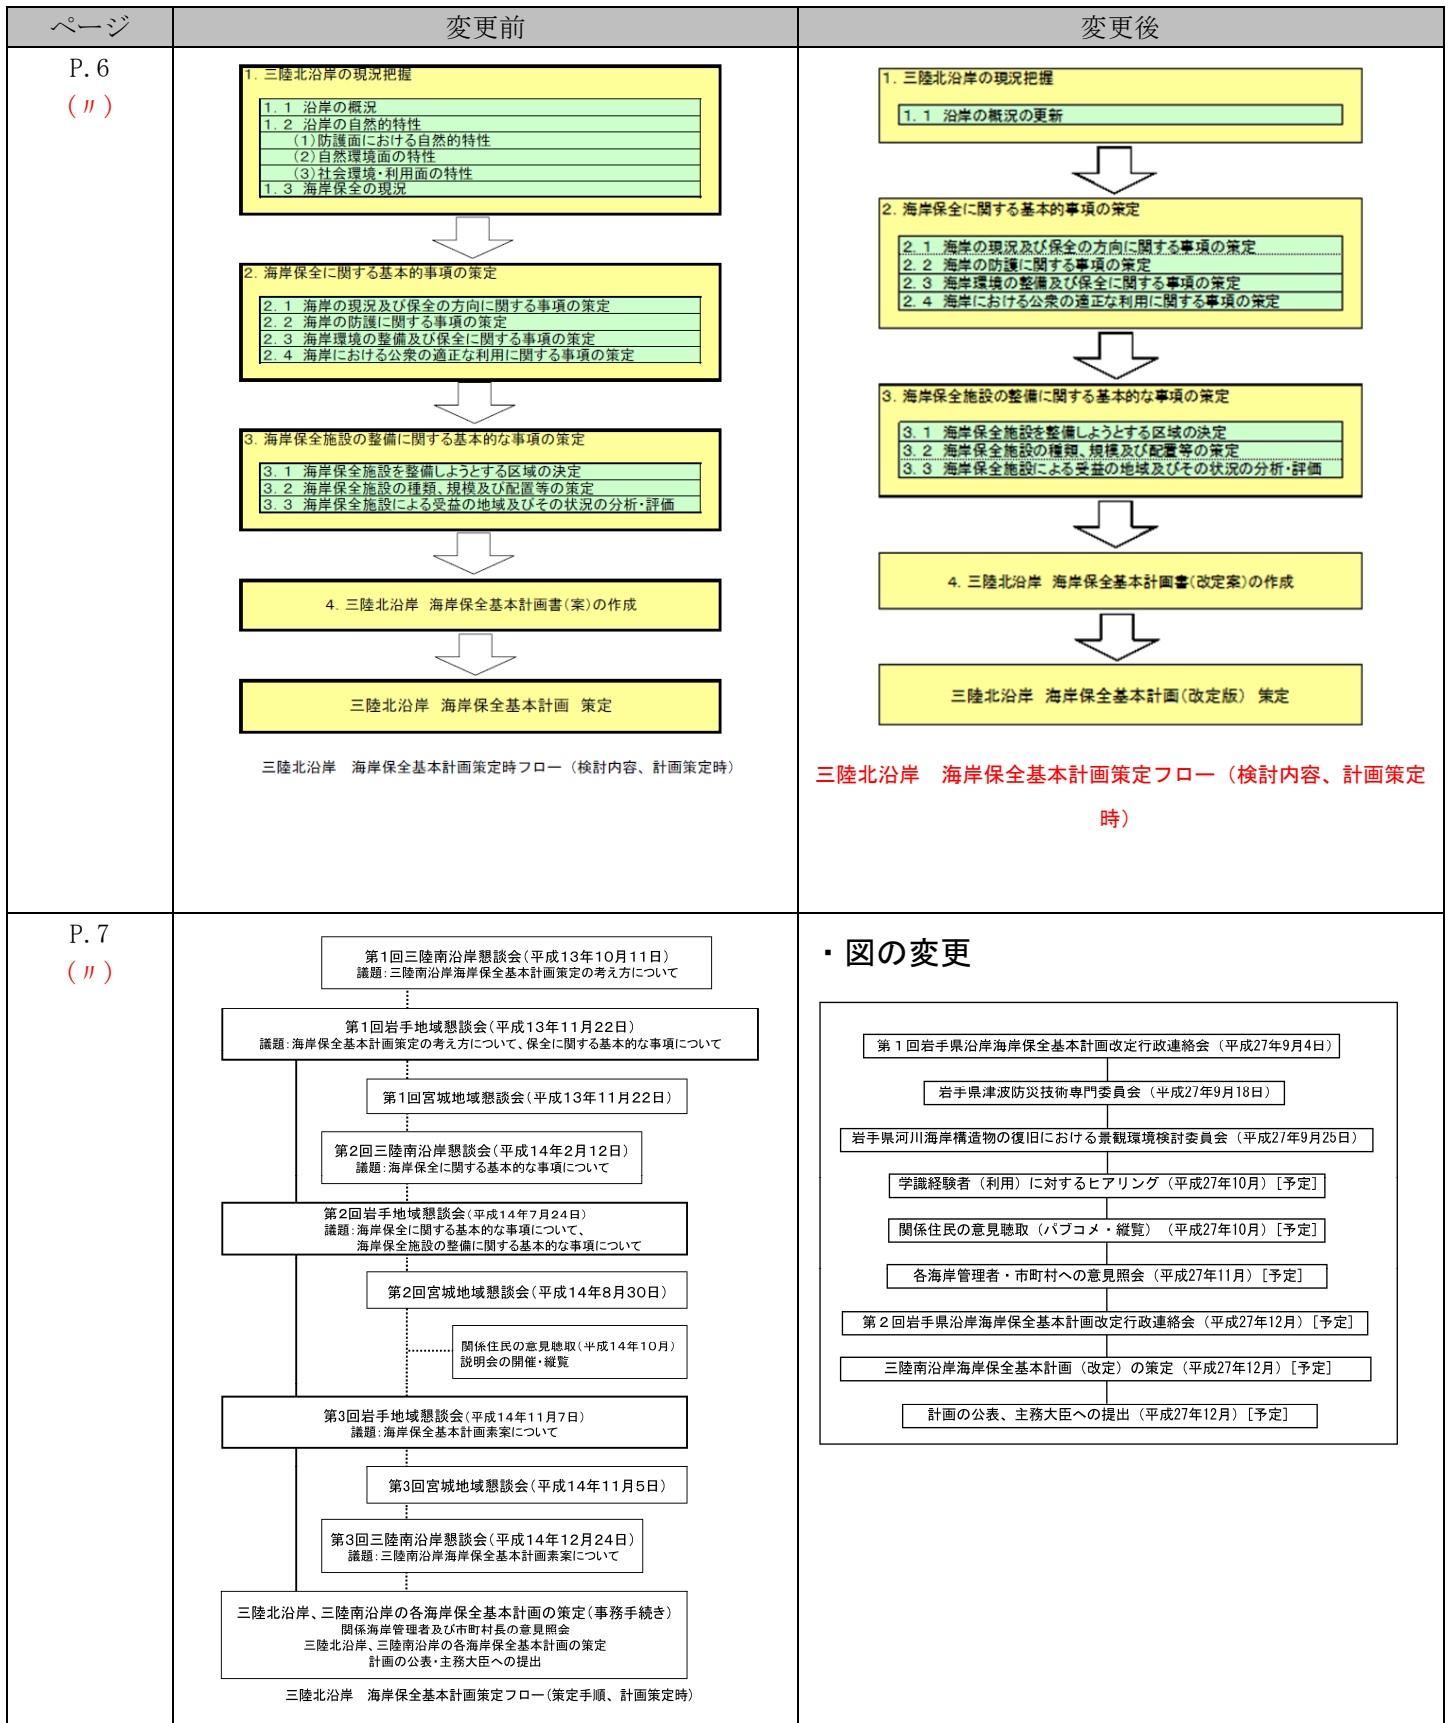 ページ
変更前
変更後
P.6
(〃)
1. 三陸北沿岸の現況把握
1. 1 沿岸の概況
1. 2 沿岸の自然的特性
(1)防護面における自然的特性
(2)自然環境面の特性
(3)社会環境・利用面の特性
1. 3 海岸保全の現況
2. 海岸保全に関する基本的事項の策定
2. 1 海岸の現況及び保全の方向に関する事項の策定
2. 2 海岸の防護に関する事項の策定
2. 3 海岸環境の整備及び保全に関する事項の策定
2. 4 海岸における公衆の適正な利用に関する事項の策定
3. 海岸保全施設の整備に関する基本的な事項の策定
3. 1 海岸保全施設を整備しようとする区域の決定
3. 2 海岸保全施設の種類、規模及び配置等の策定
3. 3 海岸保全施設による受益の地域及びその状況の分析・評価
4. 三陸北沿岸 海岸保全基本計画書(案)の作成
三陸北沿岸 海岸保全基本計画 策定
三陸北沿岸 海岸保全基本計画策定時フロー（検討内容、計画策定時）
1. 三陸北沿岸の現況把握
1. 1 沿岸の概況の更新
2. 海岸保全に関する基本的事項の策定
2. 1 海岸の現況及び保全の方向に関する事項の策定
2. 2 海岸の防護に関する事項の策定
2. 3 海岸環境の整備及び保全に関する事項の策定
2. 4 海岸における公衆の適正な利用に関する事項の策定
3. 海岸保全施設の整備に関する基本的な事項の策定
3. 1 海岸保全施設を整備しようとする区域の決定
3. 2 海岸保全施設の種類、規模及び配置等の策定
3. 3 海岸保全施設による受益の地域及びその状況の分析・評価
4. 三陸北沿岸 海岸保全基本計画書(改定案)の作成
三陸北沿岸 海岸保全基本計画(改定版) 策定
三陸北沿岸 海岸保全基本計画策定フロー（検討内容、計画策定
時）
P.7
(〃)
第1回三陸南沿岸懇談会(平成13年10月11日)
議題:三陸南沿岸海岸保全基本計画策定の考え方について
第1回岩手地域懇談会(平成13年11月22日)
議題:海岸保全基本計画策定の考え方について、保全に関する基本的な事項について
第1回宮城地域懇談会(平成13年11月22日)
第2回三陸南沿岸懇談会(平成14年2月12日)
議題:海岸保全に関する基本的な事項について
第2回岩手地域懇談会(平成14年7月24日)
議題:海岸保全に関する基本的な事項について、
海岸保全施設の整備に関する基本的な事項について
第2回宮城地域懇談会(平成14年8月30日)
関係住民の意見聴取(平成14年10月)
説明会の開催・縦覧
第3回岩手地域懇談会(平成14年11月7日)
議題:海岸保全基本計画素案について
第3回宮城地域懇談会(平成14年11月5日)
第3回三陸南沿岸懇談会(平成14年12月24日)
議題:三陸南沿岸海岸保全基本計画素案について
三陸北沿岸、三陸南沿岸の各海岸保全基本計画の策定(事務手続き)
関係海岸管理者及び市町村長の意見照会
三陸北沿岸、三陸南沿岸の各海岸保全基本計画の策定
計画の公表・主務大臣への提出
三陸北沿岸 海岸保全基本計画策定フロー(策定手順、計画策定時)
・図の変更
第１回岩手県沿岸海岸保全基本計画改定行政連絡会（平成27年9月4日）
岩手県津波防災技術専門委員会（平成27年9月18日）
岩手県河川海岸構造物の復旧における景観環境検討委員会（平成27年9月25日）
学識経験者（利用）に対するヒアリング（平成27年10月）[予定]
関係住民の意見聴取（パブコメ・縦覧）（平成27年10月）[予定]
各海岸管理者・市町村への意見照会（平成27年11月）[予定]
第２回岩手県沿岸海岸保全基本計画改定行政連絡会（平成27年12月）[予定]
三陸南沿岸海岸保全基本計画（改定）の策定（平成27年12月）[予定]
計画の公表、主務大臣への提出（平成27年12月）[予定]